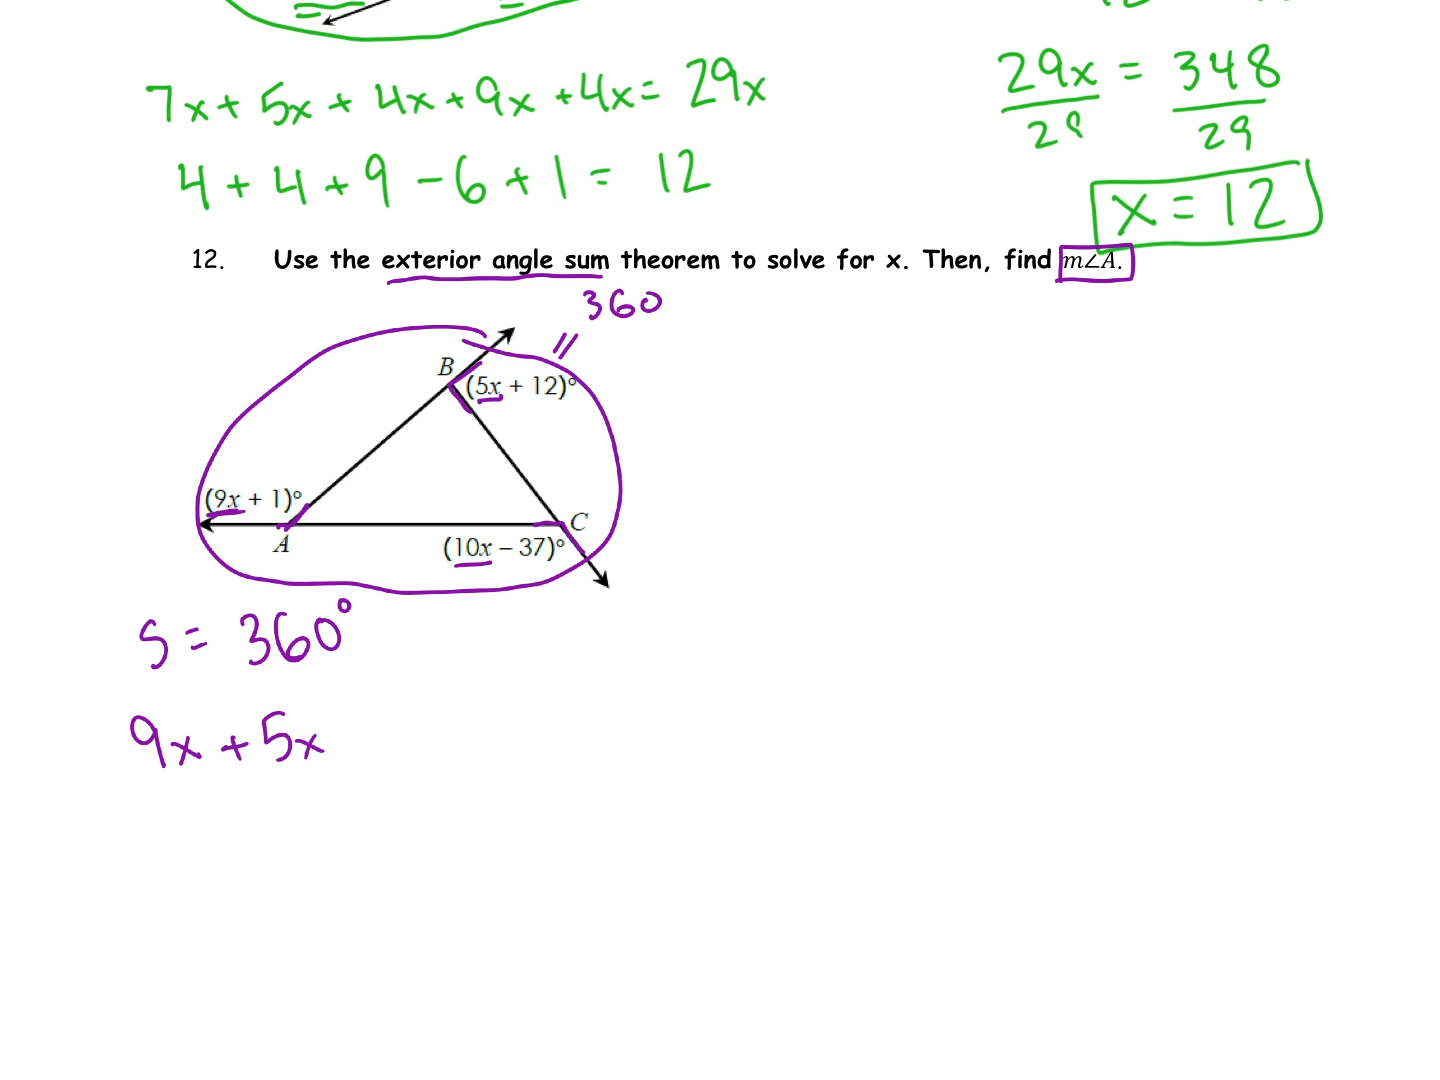 29x = 348
7x + 5x + 4x + 9x + 4x = 29x
29 29
4 + 4 + 9 - 6 + 1 = 12
x = 12
12. Use the exterior angle sum theorem to solve for x. Then, find m∠A.
360
=
B
(5x + 12)°
(9x + 1)°
C
A
(10x – 37)°
S = 360°
9x + 5x